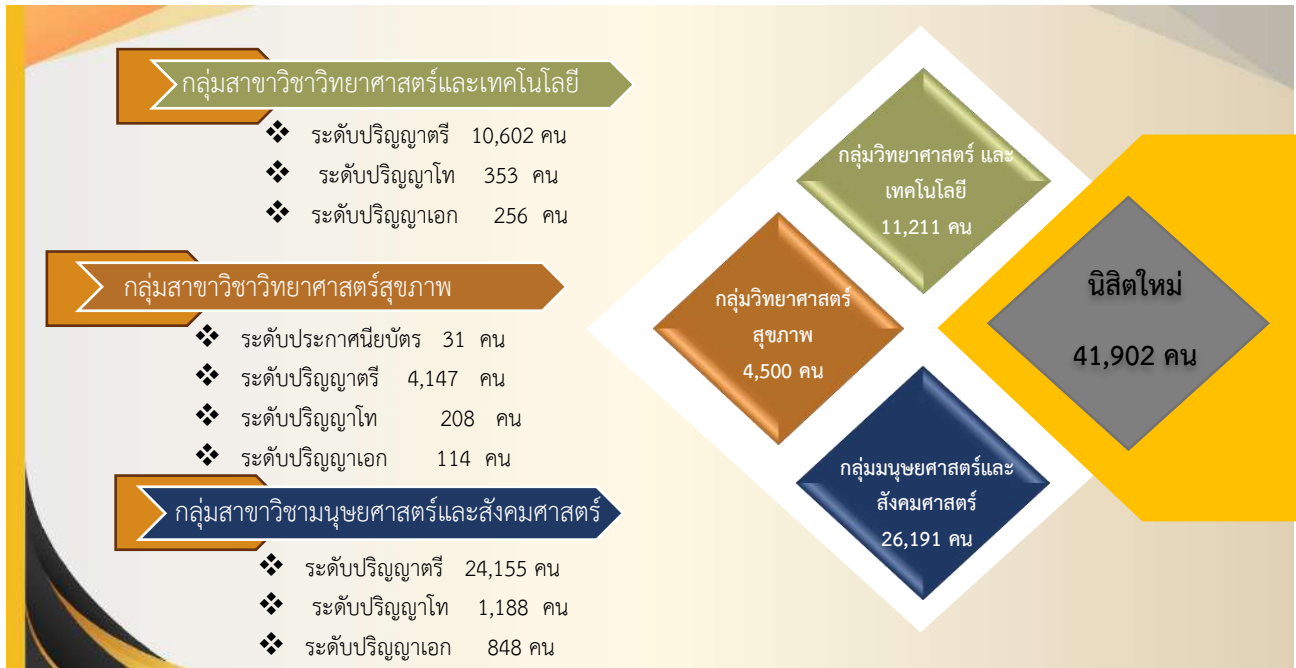 กลุ่มสาขาวิชาวิทยาศาสตร์และเทคโนโลยี
❖ ระดับปริญญาตรี 10,602 คน
❖ ระดับปริญญาโท 353 คน
❖ ระดับปริญญาเอก 256 คน
กลุ่มสาขาวิชาวิทยาศาสตร์สุขภาพ
❖ ระดับประกาศนียบัตร 31 คน
❖ ระดับปริญญาตรี 4,147 คน
❖ ระดับปริญญาโท 208 คน
❖ ระดับปริญญาเอก 114 คน
กลุ่มสาขาวิชามนุษยศาสตร์และสังคมศาสตร์
❖ ระดับปริญญาตรี 24,155 คน
❖ ระดับปริญญูาโท 1,188 คน
❖ ระดับปริญญาเอก 848 คน
กลุ่มวิทยาศาสตร์ และ
เทคโนโลยี
11,211 คน
กลุ่มวิทยาศาสตร์
สุขภาพ
4,500 คน
กลุ่มมนุษยศาสตร์และ
สังคมศาสตร์
26,191 คน
นิสิตใหม่
41,902 คน